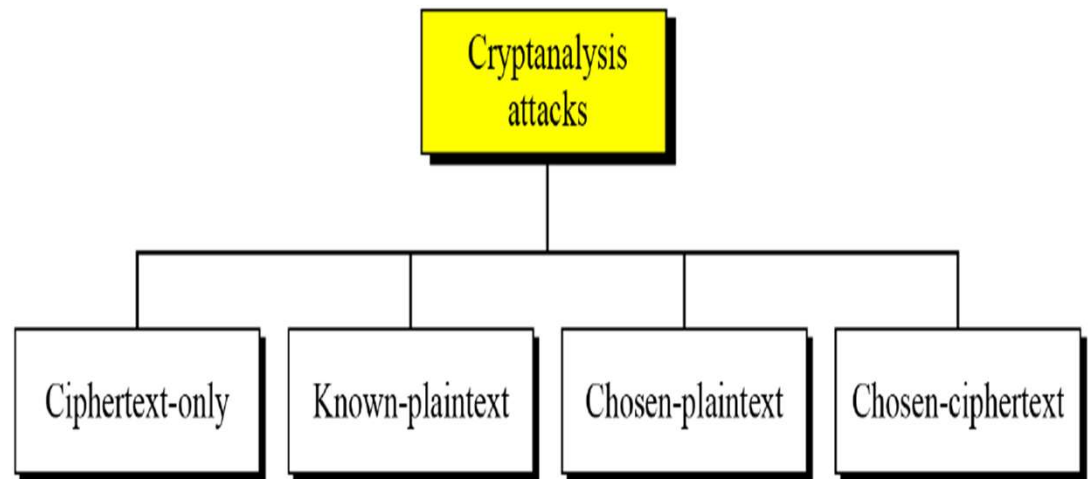 Cryptanalysis
attacks
Ciphertext-only
Known-plaintext
Chosen-plaintext
Chosen-ciphertext